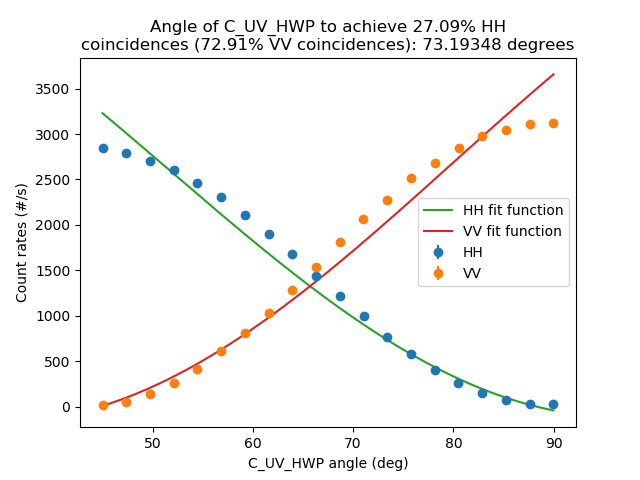 Angle of C_UV_HWP to achieve 27.09% HH
coincidences (72.91% VV coincidences): 73.19348 degrees
Count rates (#/s)
3500
3000
2500
2000
1500
1000
500
0
HH fit function
VV fit function
HH
VV
50 60 70 80 90
C_UV_HWP angle (deg)